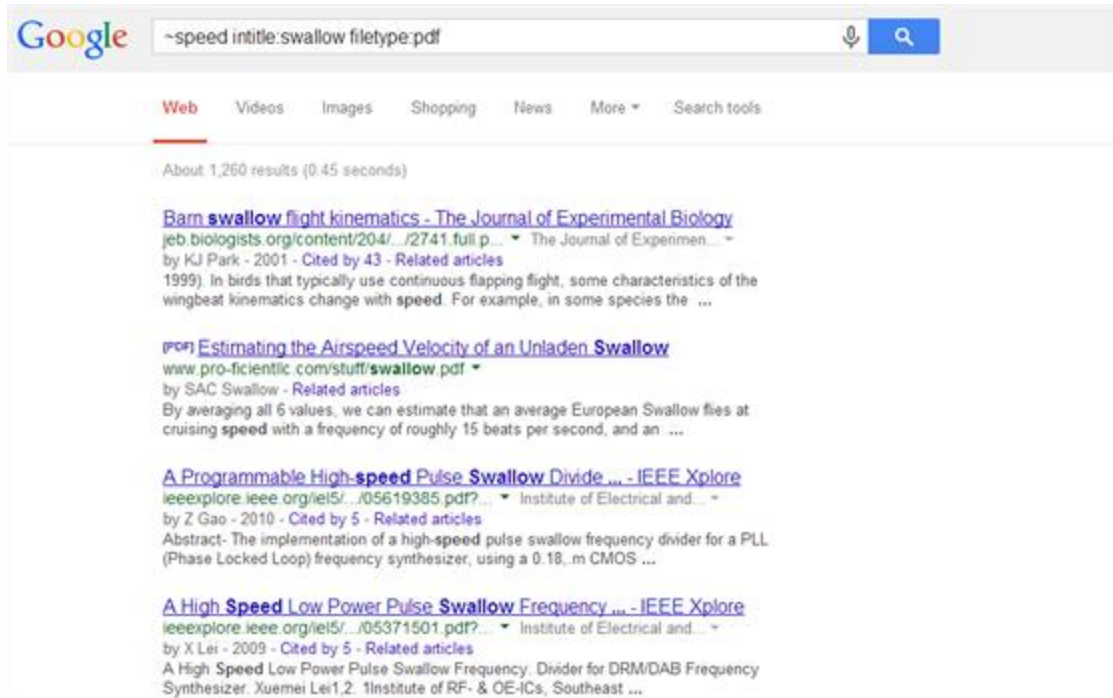 Google ~speed intitle:swallow filetype:pdf
Web Videos Images Shopping News More Search tools
About 1,260 results (0.45 seconds)
Barn swallow flight kinematics - The Journal of Experimental Biology
jeb.biologists.org/content/204/.../2741.full.p... The Journal of Experimen...
by KJ Park - 2001 - Cited by 43 - Related articles
1999). In birds that typically use continuous flapping flight, some characteristics of the
wingbeat kinematics change with speed. For example, in some species the ...
[PDF] Estimating the Airspeed Velocity of an Unladen Swallow
www.pro-ficientllc.com/stuff/swallow.pdf
by SAC Swallow - Related articles
By averaging all 6 values, we can estimate that an average European Swallow flies at
cruising speed with a frequency of roughly 15 beats per second, and an ...
A Programmable High-speed Pulse Swallow Divide ... - IEEE Xplore
ieeexplore.ieee.org/iel5/.../05619385.pdf?... Institute of Electrical and...
by Z Gao - 2010 - Cited by 5 - Related articles
Abstract- The implementation of a high-speed pulse swallow frequency divider for a PLL
(Phase Locked Loop) frequency synthesizer, using a 0.18,.m CMOS ...
A High Speed Low Power Pulse Swallow Frequency ... - IEEE Xplore
ieeexplore.ieee.org/iel5/.../05371501.pdf?... Institute of Electrical and...
by X Lei - 2009 - Cited by 5 - Related articles
A High Speed Low Power Pulse Swallow Frequency. Divider for DRM/DAB Frequency
Synthesizer. Xuemei Lei1,2. 1Institute of RF- & OE-ICs, Southeast ...